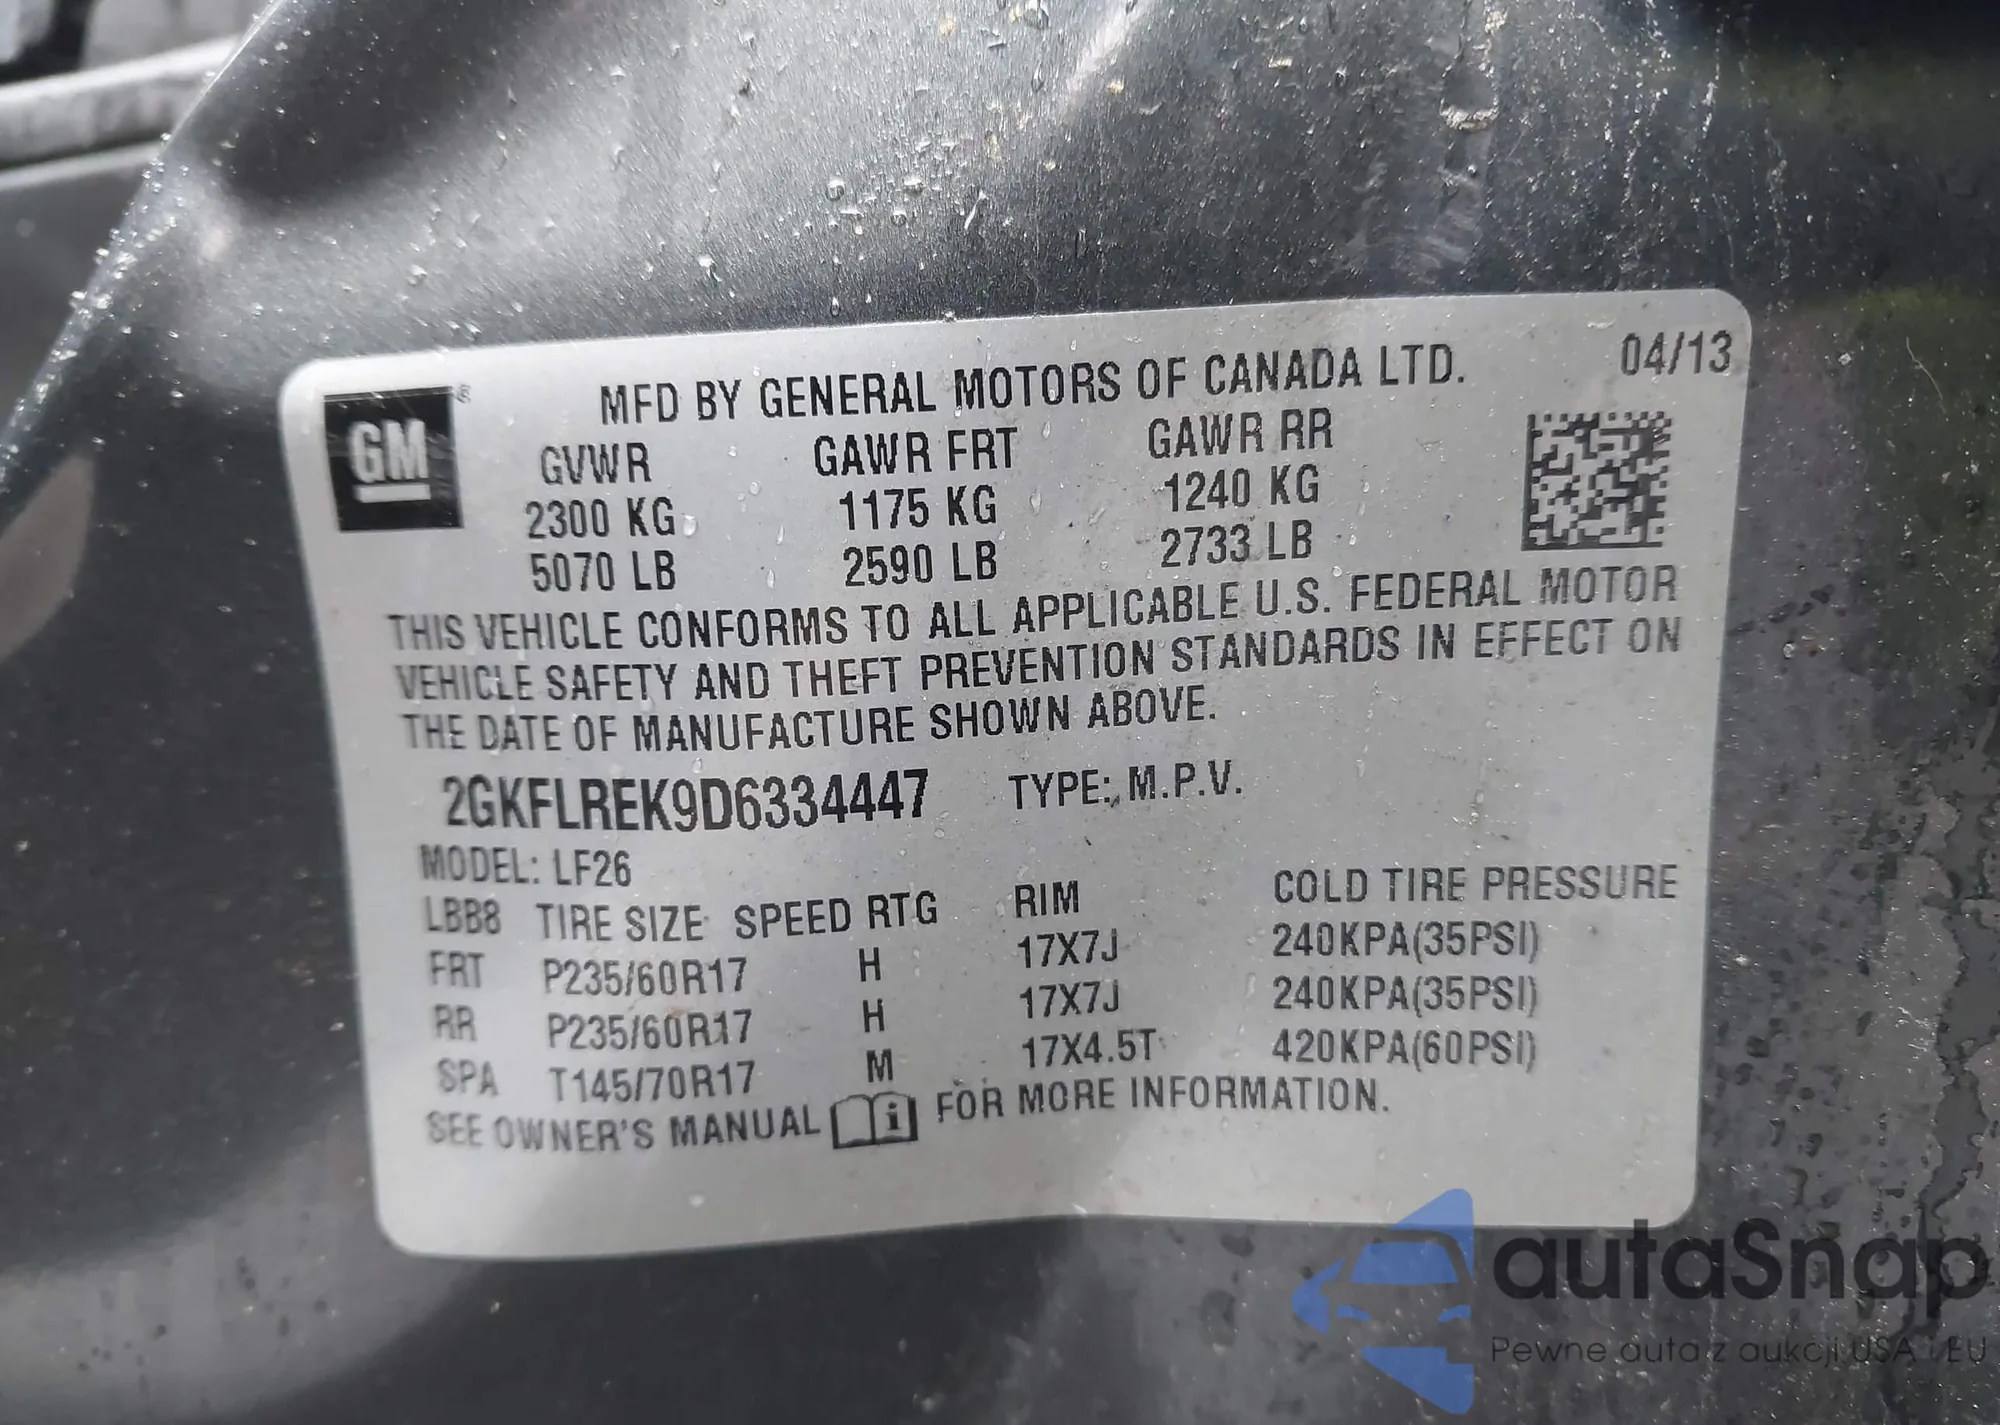 04/13
GM®
MFD BY GENERAL MOTORS OF CANADA LTD.
GVWR GAWR FRT GAWR RR
2300 KG 1175 KG 1240 KG
5070 LB 2590 LB 2733 LB
THIS VEHICLE CONFORMS TO ALL APPLICABLE U.S. FEDERAL MOTOR
VEHICLE SAFETY AND THEFT PREVENTION STANDARDS IN EFFECT ON
THE DATE OF MANUFACTURE SHOWN ABOVE.
2GKFLREK9D6334447 TYPE: M.P.V.
MODEL: LF26
LBB8 TIRE SIZE SPEED RTG RIM COLD TIRE PRESSURE
FRT P235/60R17 H 17X7J 240KPA(35PSI)
RR P235/60R17 H 17X7J 240KPA(35PSI)
SPA T145/70R17 M 17X4.5T 420KPA(60PSI)
SEE OWNER'S MANUAL i FOR MORE INFORMATION.
autaSnap
Pewne auta z aukcji USA i EU